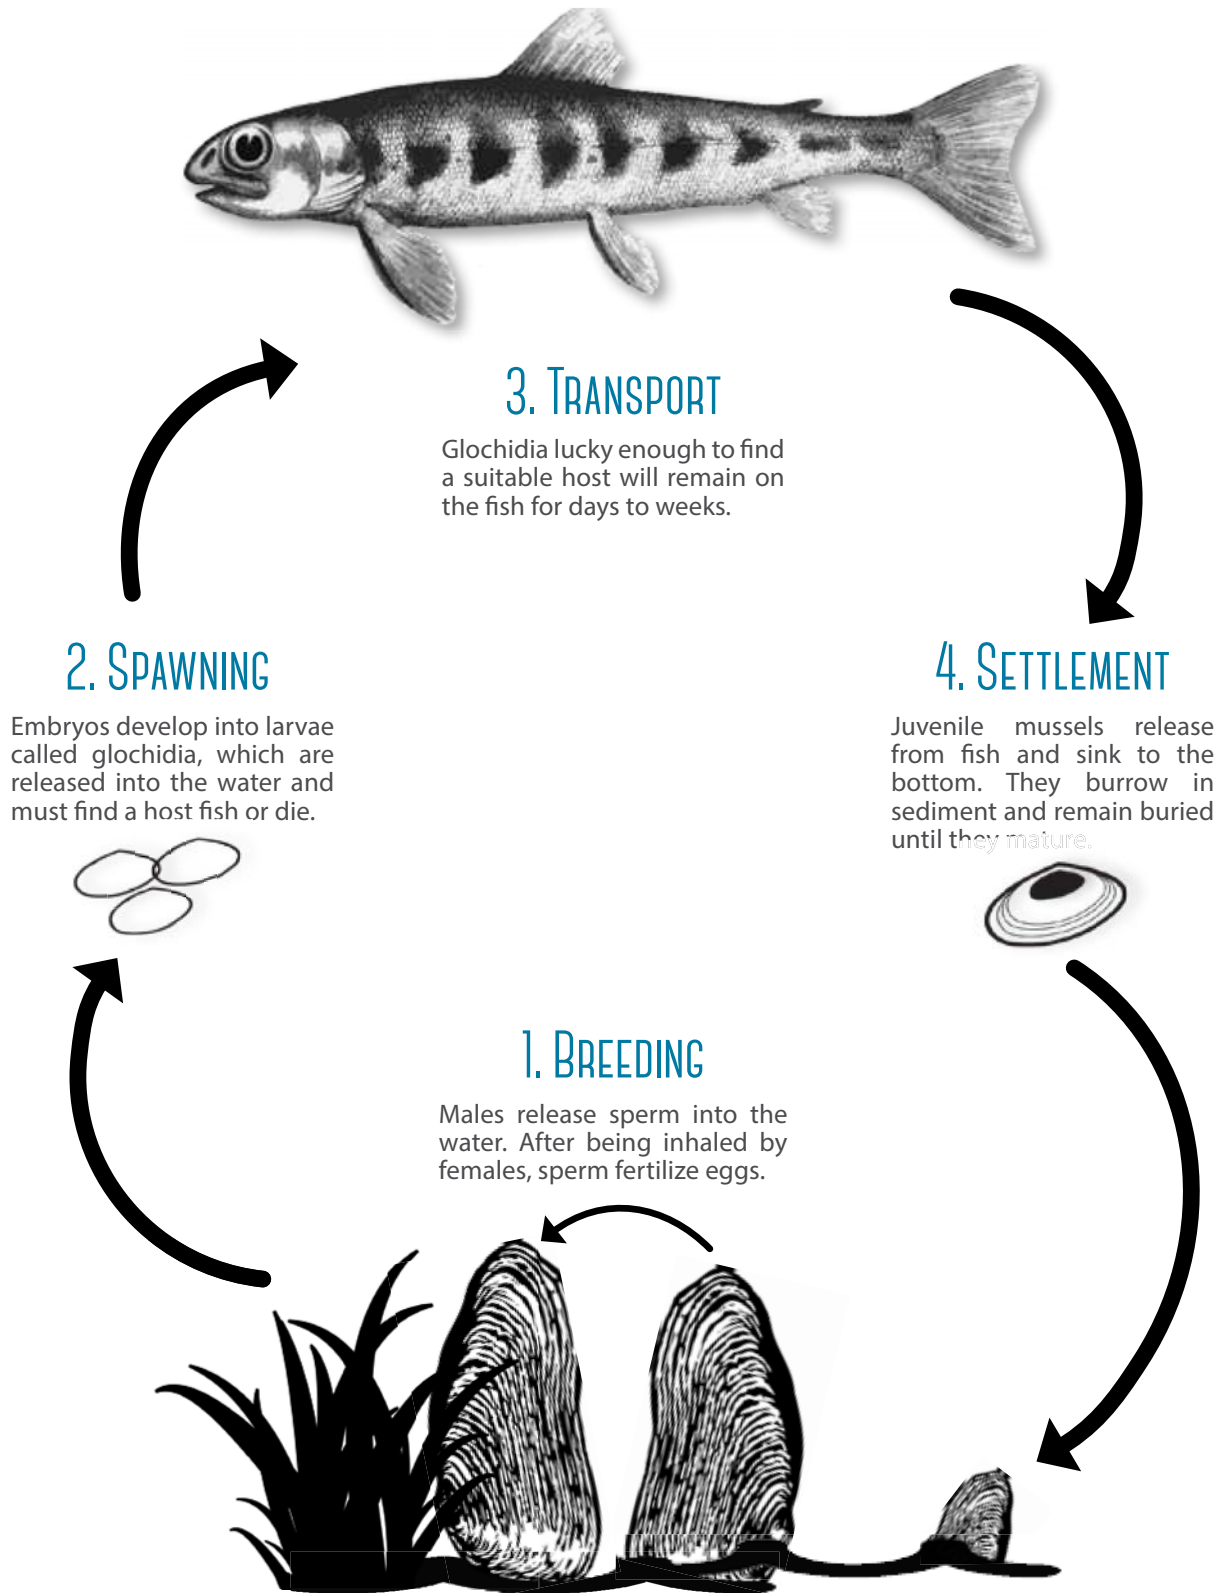 3. Transport
Glochidia lucky enough to find
a suitable host will remain on
the fish for days to weeks.
2. Spawning
Embryos develop into larvae
called glochidia, which are
released into the water and
must find a host fish or die.
4. Settlement
Juvenile mussels release
from fish and sink to the
bottom. They burrow in
sediment and remain buried
until they mature.
1. Breeding
Males release sperm into the
water. After being inhaled by
females, sperm fertilize eggs.